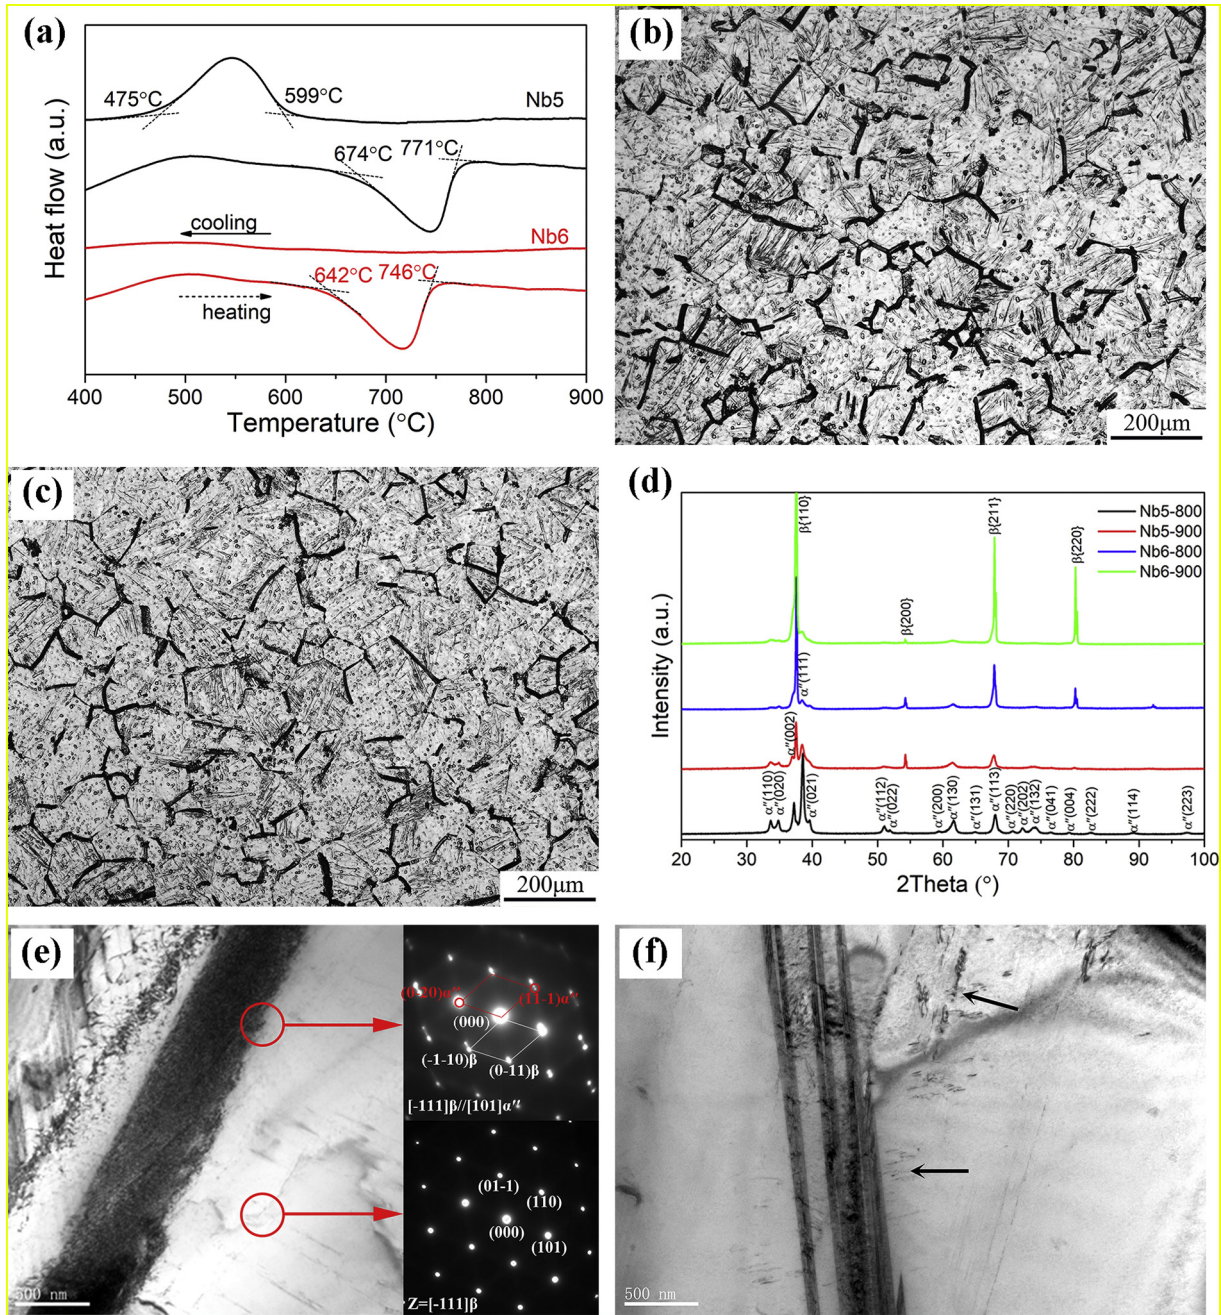 (a)
475°C
599°C
Nb5
674°C
771°C
cooling
Nb6
642°C
746°C
heating
Heat flow (a.u.)
400 500 600 700 800 900
Temperature (°C)
(b)
200μm
(c)
200μm
(d)
β{110}
β{211}
β{220}
β{200}
Nb5-800
Nb5-900
Nb6-800
Nb6-900
α″(111)
α″(002)
α″(110)
α″(020)
α″(021)
α″(112)
α″(022)
α″(200)
α″(130)
α″(131)
α″(113)
α″(220)
α″(202)
α″(132)
α″(041)
α″(004)
α″(222)
α″(114)
α″(223)
Intensity (a.u.)
20 30 40 50 60 70 80 90 100
2Theta (°)
(e)
(0-20)α″
(11-1)α″
(000)
(-1-10)β
(0-11)β
[-111]β//[101]α″
(01-1)
(110)
(000)
(101)
Z=[-111]β
500 nm
(f)
500 nm